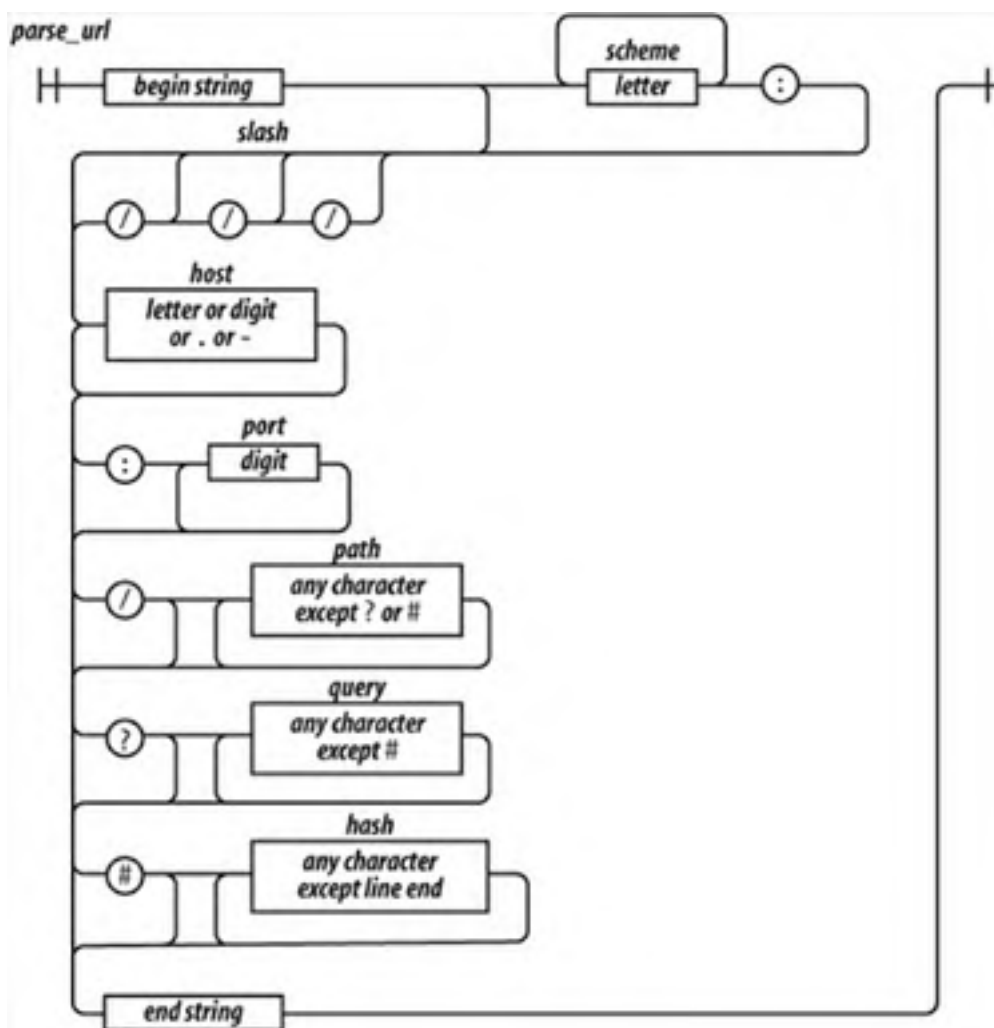 parse_url
scheme
begin string
letter
:
slash
/
/
/
host
letter or digit
or . or -
port
:
digit
path
/
any character
except ? or #
query
?
any character
except #
hash
#
any character
except line end
end string